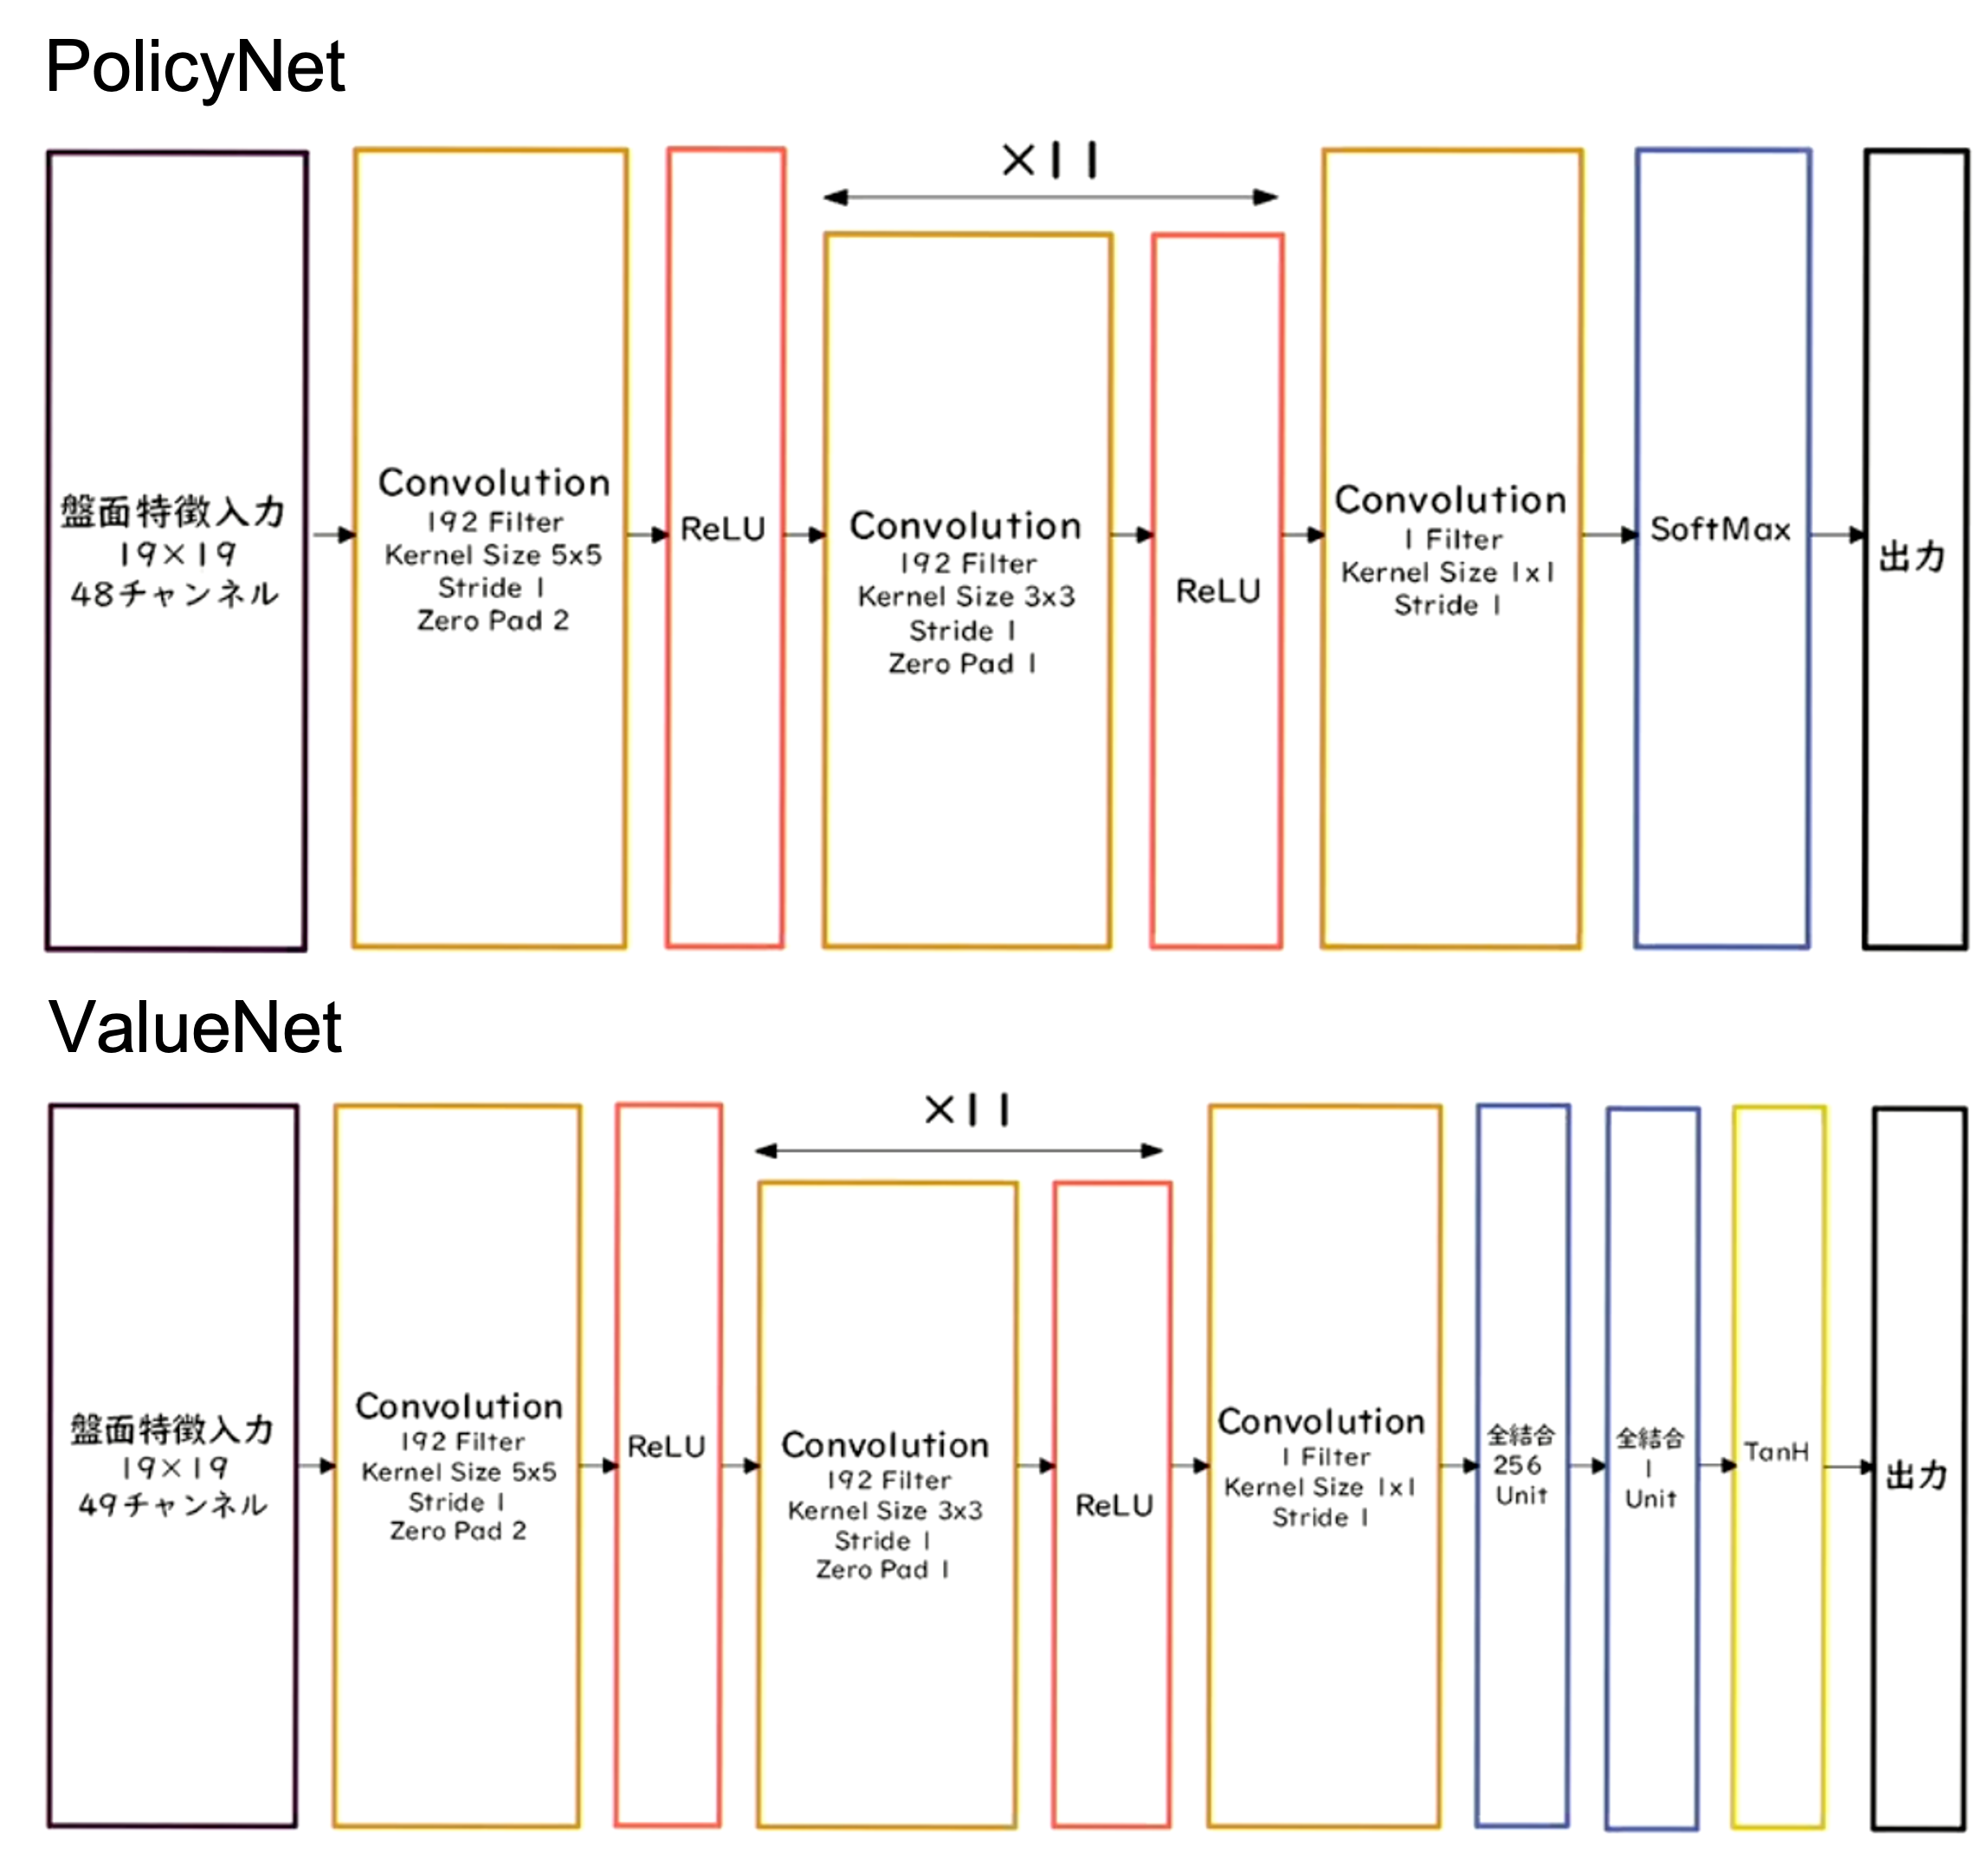 PolicyNet
×11
盤面特徴入力
19×19
48チャンネル
Convolution
192 Filter
Kernel Size 5x5
Stride 1
Zero Pad 2
ReLU
Convolution
192 Filter
Kernel Size 3x3
Stride 1
Zero Pad 1
ReLU
Convolution
1 Filter
Kernel Size 1x1
Stride 1
SoftMax
出力
ValueNet
×11
盤面特徴入力
19×19
49チャンネル
Convolution
192 Filter
Kernel Size 5x5
Stride 1
Zero Pad 2
ReLU
Convolution
192 Filter
Kernel Size 3x3
Stride 1
Zero Pad 1
ReLU
Convolution
1 Filter
Kernel Size 1x1
Stride 1
全結合
256
Unit
全結合
1
Unit
TanH
出力